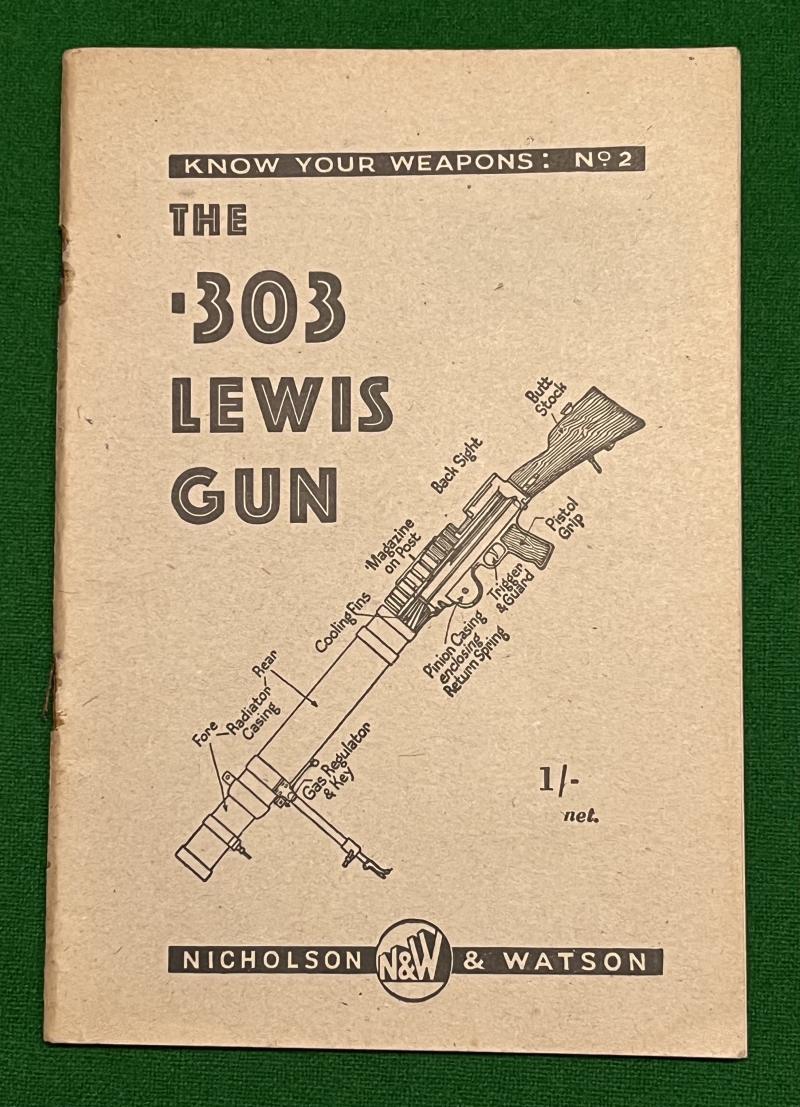 KNOW YOUR WEAPONS: Nº 2
THE
·303
LEWIS
GUN
Butt
Stock
Back Sight
Pistol
Grip
Magazine
on Post
Trigger
& Guard
Cooling Fins
Pinion Casing
enclosing
Return Spring
Rear
Radiator
Casing
Fore
Gas Regulator
& Key
1/-
net.
NICHOLSON N&W & WATSON